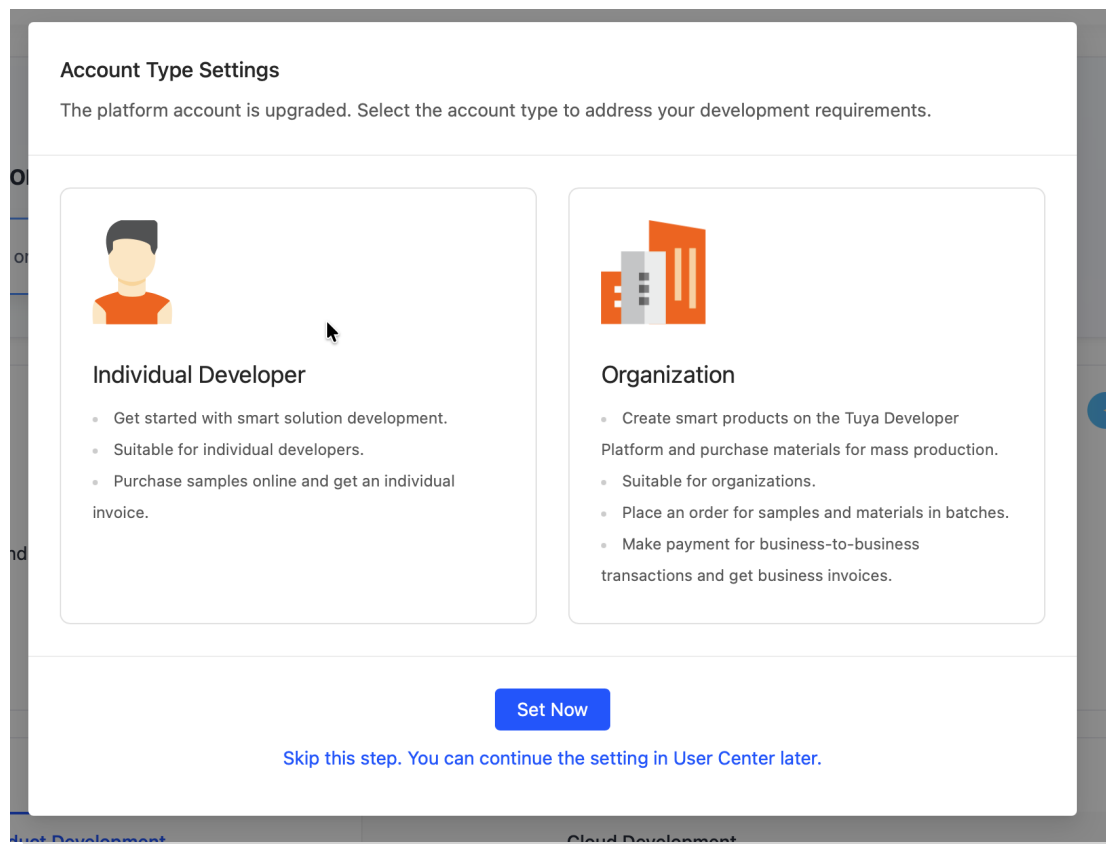 Account Type Settings
The platform account is upgraded. Select the account type to address your development requirements.
Individual Developer
Get started with smart solution development.
Suitable for individual developers.
Purchase samples online and get an individual
invoice.
Organization
Create smart products on the Tuya Developer
Platform and purchase materials for mass production.
Suitable for organizations.
Place an order for samples and materials in batches.
Make payment for business-to-business
transactions and get business invoices.
Set Now
Skip this step. You can continue the setting in User Center later.
Development
Cloud Development